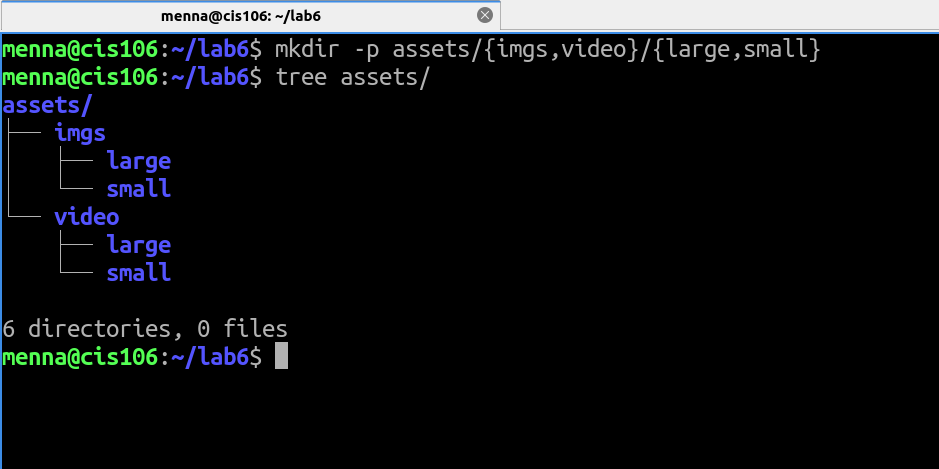 menna@cis106: ~/lab6
menna@cis106:~/lab6$ mkdir -p assets/{imgs,video}/{large,small}
menna@cis106:~/lab6$ tree assets/
assets/
├── imgs
│   ├── large
│   └── small
└── video
    ├── large
    └── small
6 directories, 0 files
menna@cis106:~/lab6$